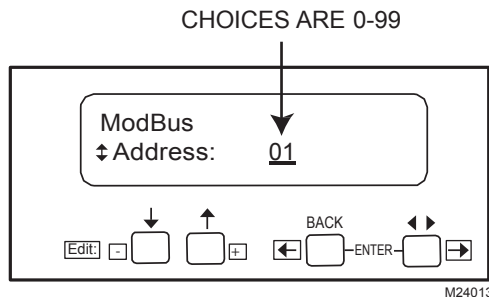 CHOICES ARE 0-99
ModBus
Address: 01
BACK
Edit: - + ENTER
M24013